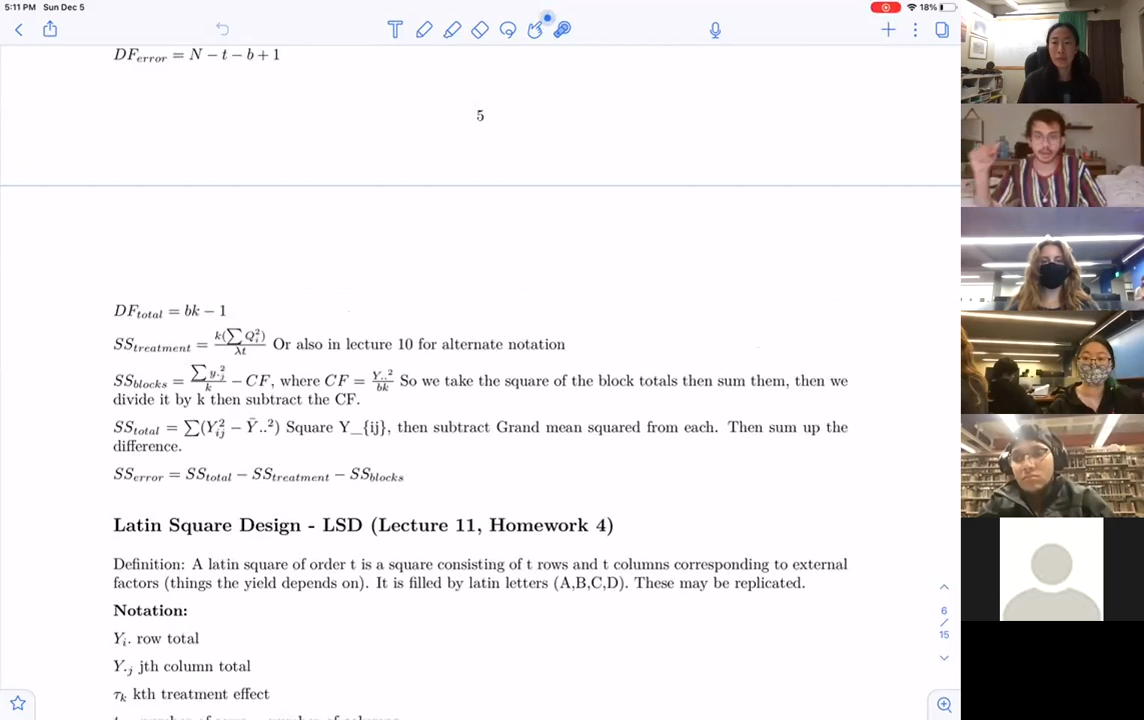 5:11 PM Sun Dec 5
18%
DF_error = N − t − b + 1
5
DF_total = bk − 1
SS_treatment = k(∑ Q_i^2)/λt Or also in lecture 10 for alternate notation
SS_blocks = ∑ y._j^2/k − CF, where CF = Y..^2/bk So we take the square of the block totals then sum them, then we
divide it by k then subtract the CF.
SS_total = ∑(Y_ij^2 − Ȳ..^2) Square Y_{ij}, then subtract Grand mean squared from each. Then sum up the
difference.
SS_error = SS_total − SS_treatment − SS_blocks
Latin Square Design - LSD (Lecture 11, Homework 4)
Definition: A latin square of order t is a square consisting of t rows and t columns corresponding to external
factors (things the yield depends on). It is filled by latin letters (A,B,C,D). These may be replicated.
Notation:
Y_i. row total
Y._j jth column total
τ_k kth treatment effect
6
/
15